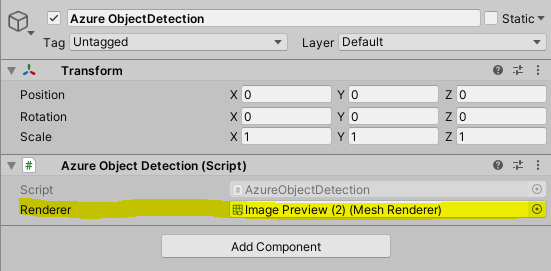 Azure ObjectDetection Static
Tag Untagged Layer Default
Transform
Position X 0 Y 0 Z 0
Rotation X 0 Y 0 Z 0
Scale X 1 Y 1 Z 1
# Azure Object Detection (Script)
Script # AzureObjectDetection
Renderer Image Preview (2) (Mesh Renderer)
Add Component